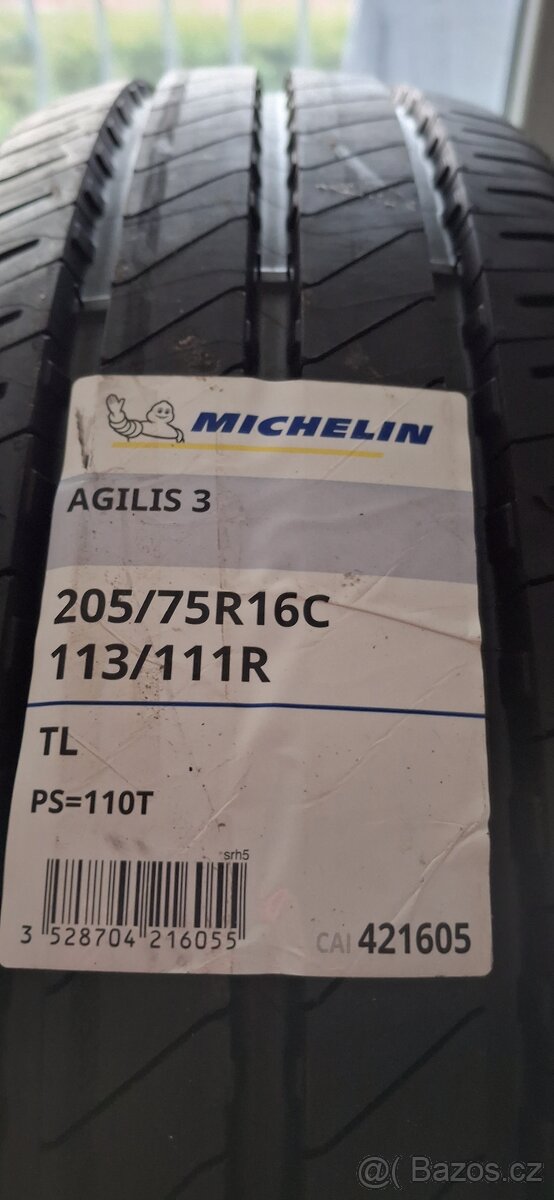 MICHELIN
AGILIS 3
205/75R16C
113/111R
TL
PS=110T
srh5
3 528704 216055
CAI 421605
@( Bazos.cz